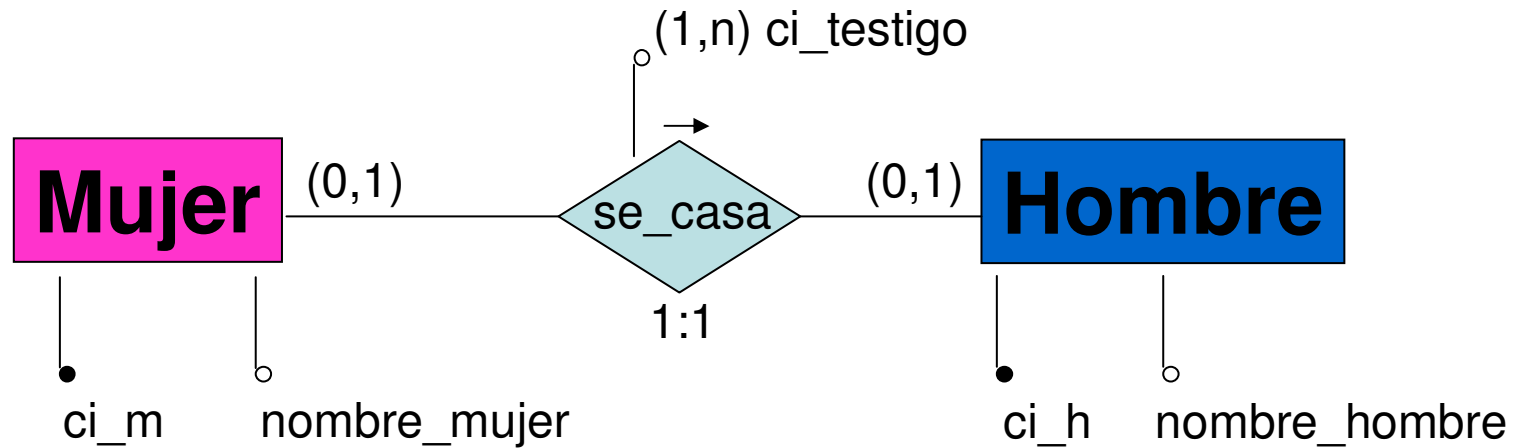 (1,n) ci_testigo
Mujer
(0,1)
se_casa
(0,1)
Hombre
1:1
ci_m
nombre_mujer
ci_h
nombre_hombre